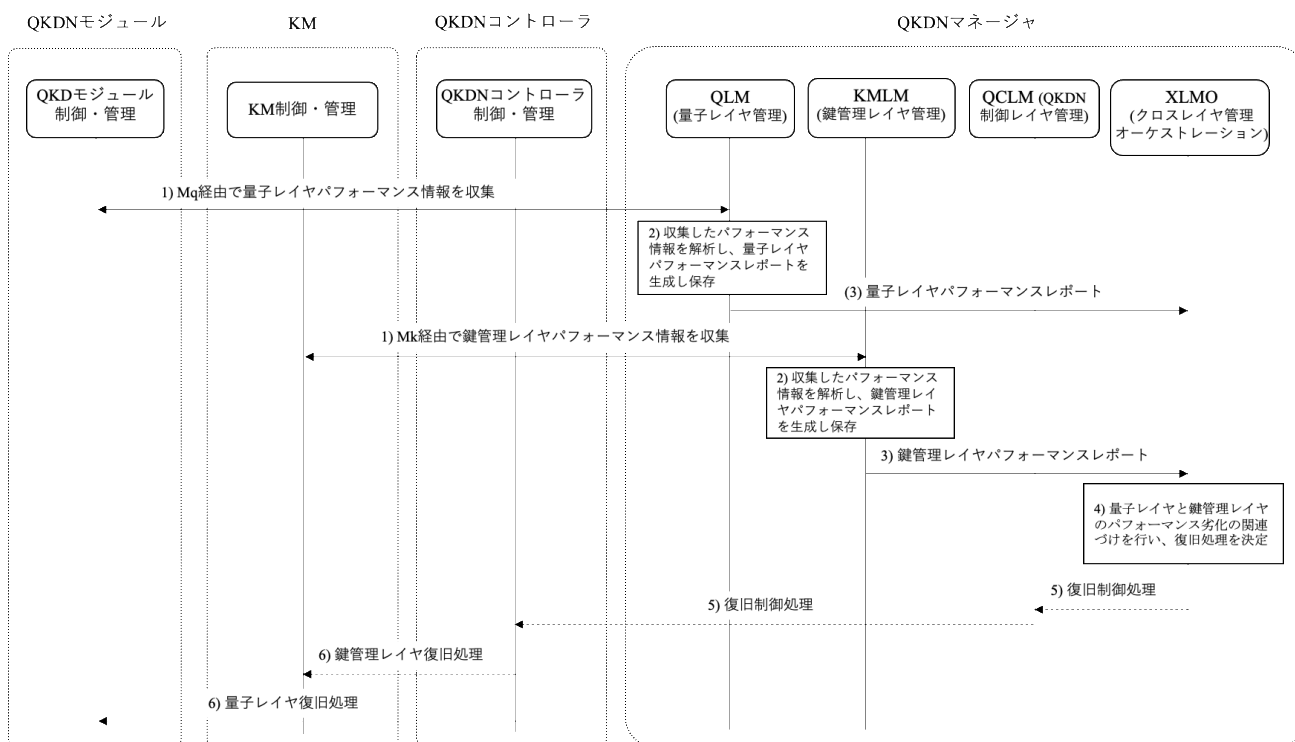 QKDNモジュール
KM
QKDNコントローラ
QKDNマネージャ
QKDモジュール
制御・管理
KM制御・管理
QKDNコントローラ
制御・管理
QLM
(量子レイヤ管理)
KMLM
(鍵管理レイヤ管理)
QCLM (QKDN
制御レイヤ管理)
XLMO
(クロスレイヤ管理
オーケストレーション)
1) Mq経由で量子レイヤパフォーマンス情報を収集
2) 収集したパフォーマンス
情報を解析し、量子レイヤ
パフォーマンスレポートを
生成し保存
(3) 量子レイヤパフォーマンスレポート
1) Mk経由で鍵管理レイヤパフォーマンス情報を収集
2) 収集したパフォーマンス
情報を解析し、鍵管理レイ
ヤパフォーマンスレポート
を生成し保存
3) 鍵管理レイヤパフォーマンスレポート
4) 量子レイヤと鍵管理レイヤ
のパフォーマンス劣化の関連
づけを行い、復旧処理を決定
5) 復旧制御処理
5) 復旧制御処理
6) 鍵管理レイヤ復旧処理
6) 量子レイヤ復旧処理